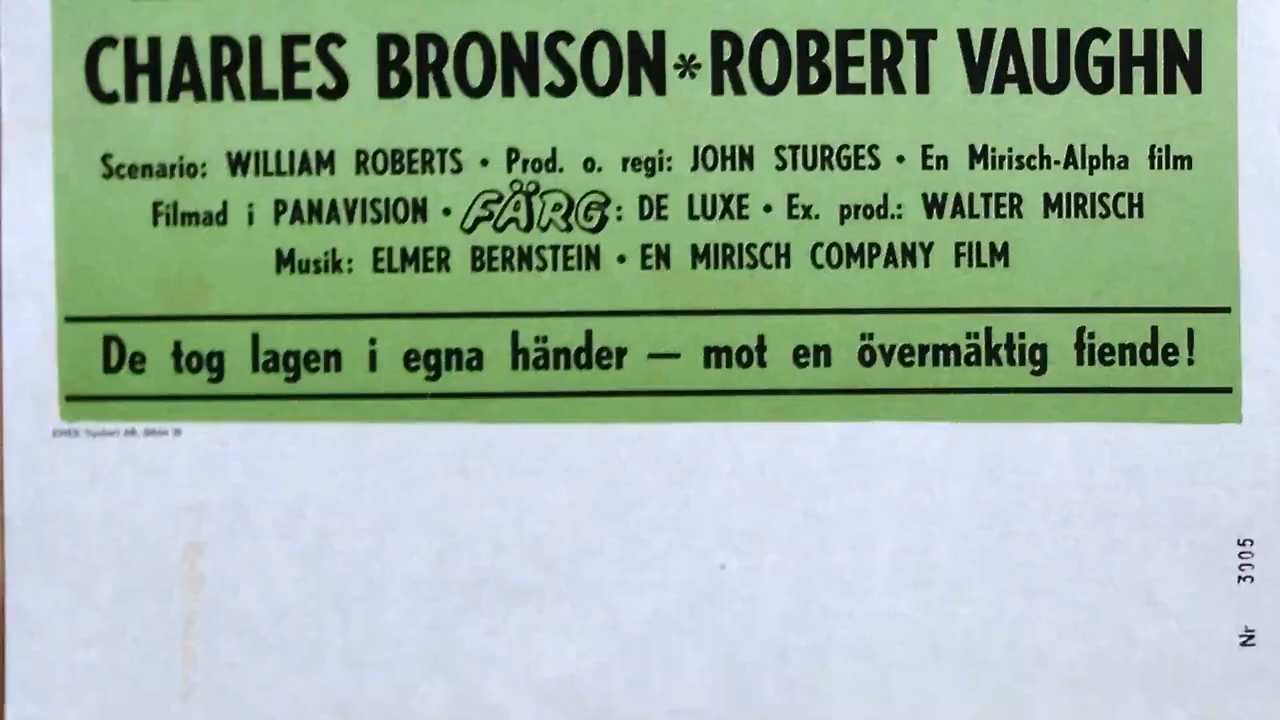 CHARLES BRONSON*ROBERT VAUGHN
Scenario: WILLIAM ROBERTS • Prod. o. regi: JOHN STURGES • En Mirisch-Alpha film
Filmad i PANAVISION • FÄRG: DE LUXE • Ex. prod.: WALTER MIRISCH
Musik: ELMER BERNSTEIN • EN MIRISCH COMPANY FILM
De tog lagen i egna händer — mot en övermäktig fiende!
Nr 3005